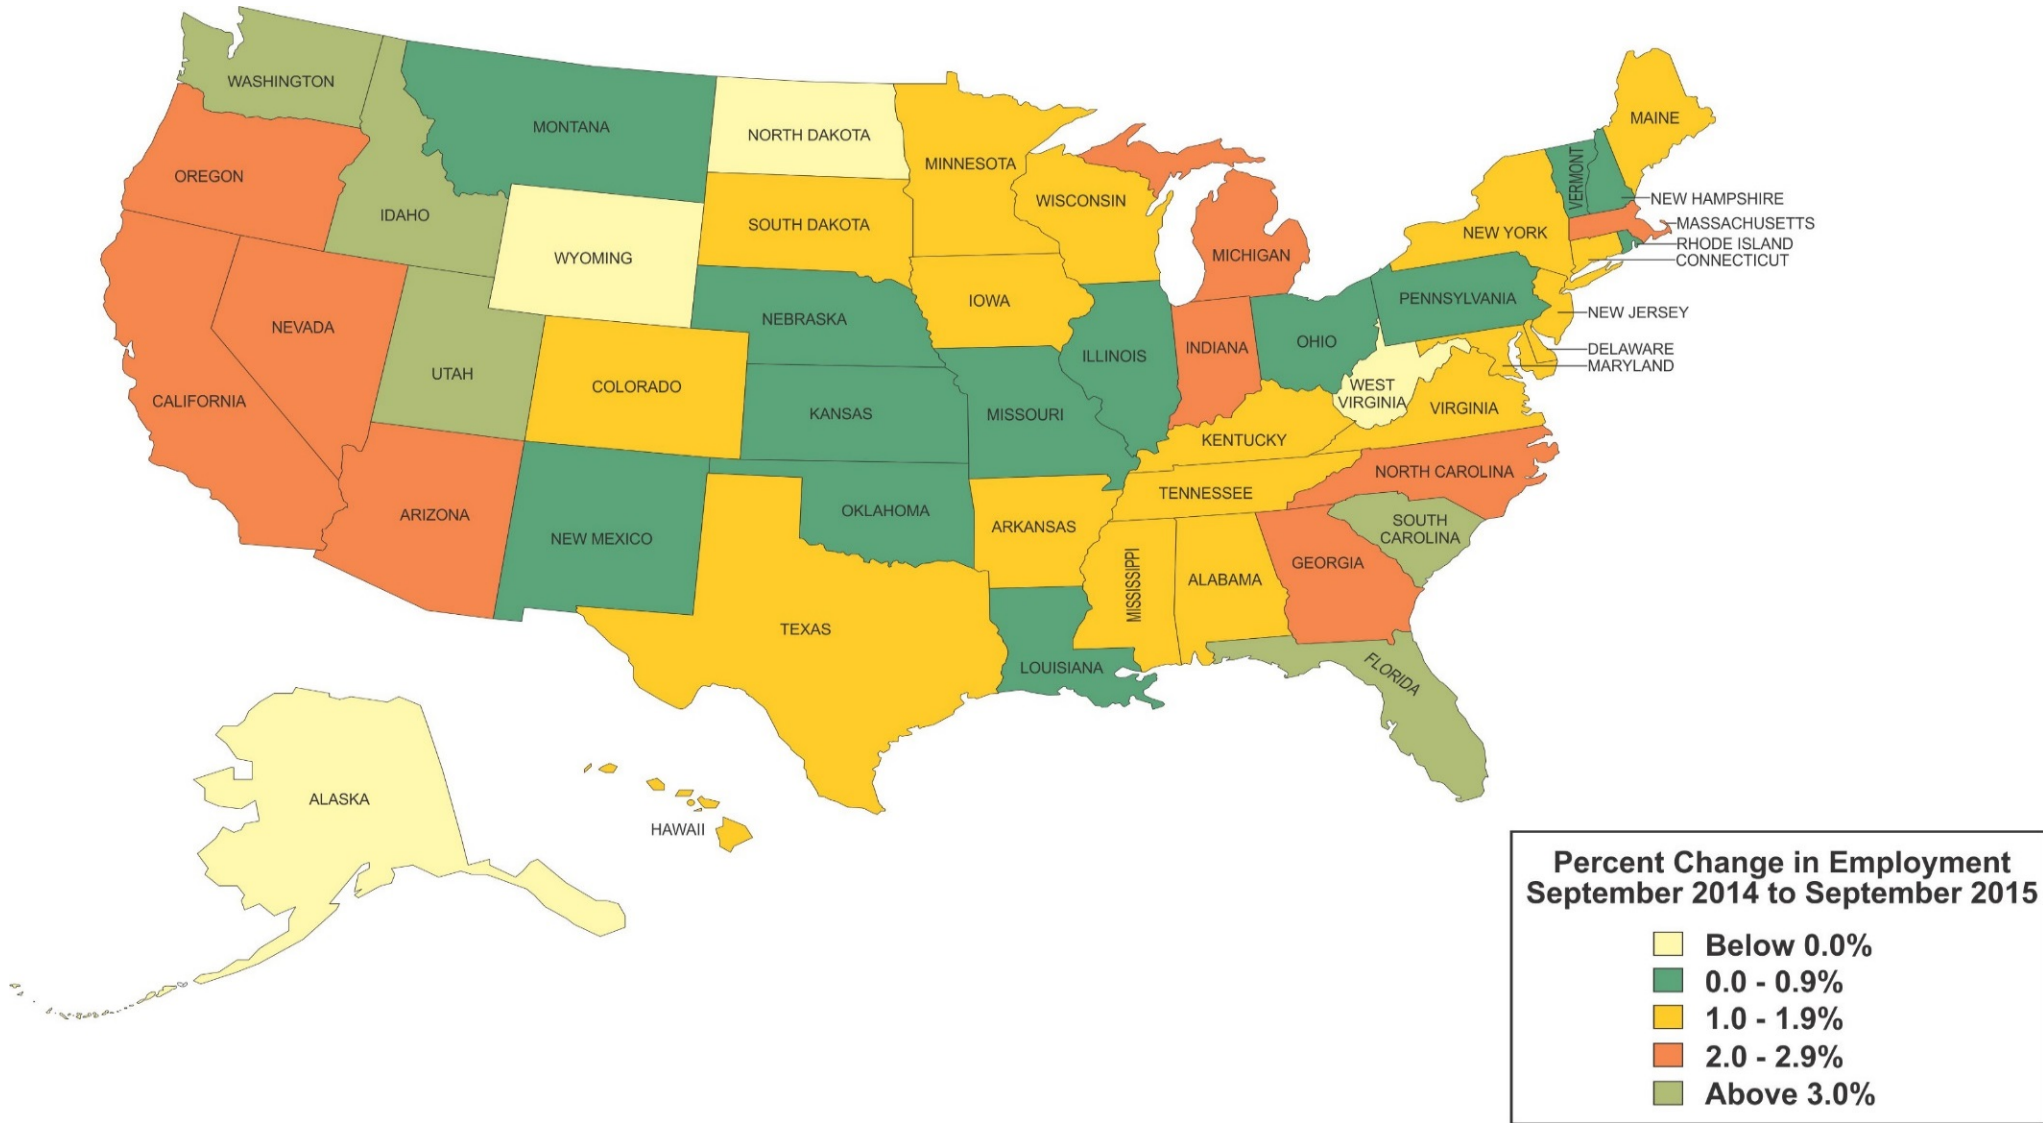 WASHINGTON
MONTANA
NORTH DAKOTA
MINNESOTA
MAINE
OREGON
IDAHO
WYOMING
SOUTH DAKOTA
WISCONSIN
MICHIGAN
NEW YORK
VERMONT
NEW HAMPSHIRE
MASSACHUSETTS
RHODE ISLAND
CONNECTICUT
NEVADA
UTAH
COLORADO
NEBRASKA
IOWA
ILLINOIS
INDIANA
OHIO
PENNSYLVANIA
NEW JERSEY
DELAWARE
MARYLAND
CALIFORNIA
KANSAS
MISSOURI
KENTUCKY
WEST
VIRGINIA
VIRGINIA
ARIZONA
NEW MEXICO
OKLAHOMA
ARKANSAS
TENNESSEE
NORTH CAROLINA
SOUTH
CAROLINA
TEXAS
LOUISIANA
MISSISSIPPI
ALABAMA
GEORGIA
FLORIDA
ALASKA
HAWAII
Percent Change in Employment
September 2014 to September 2015
Below 0.0%
0.0 - 0.9%
1.0 - 1.9%
2.0 - 2.9%
Above 3.0%